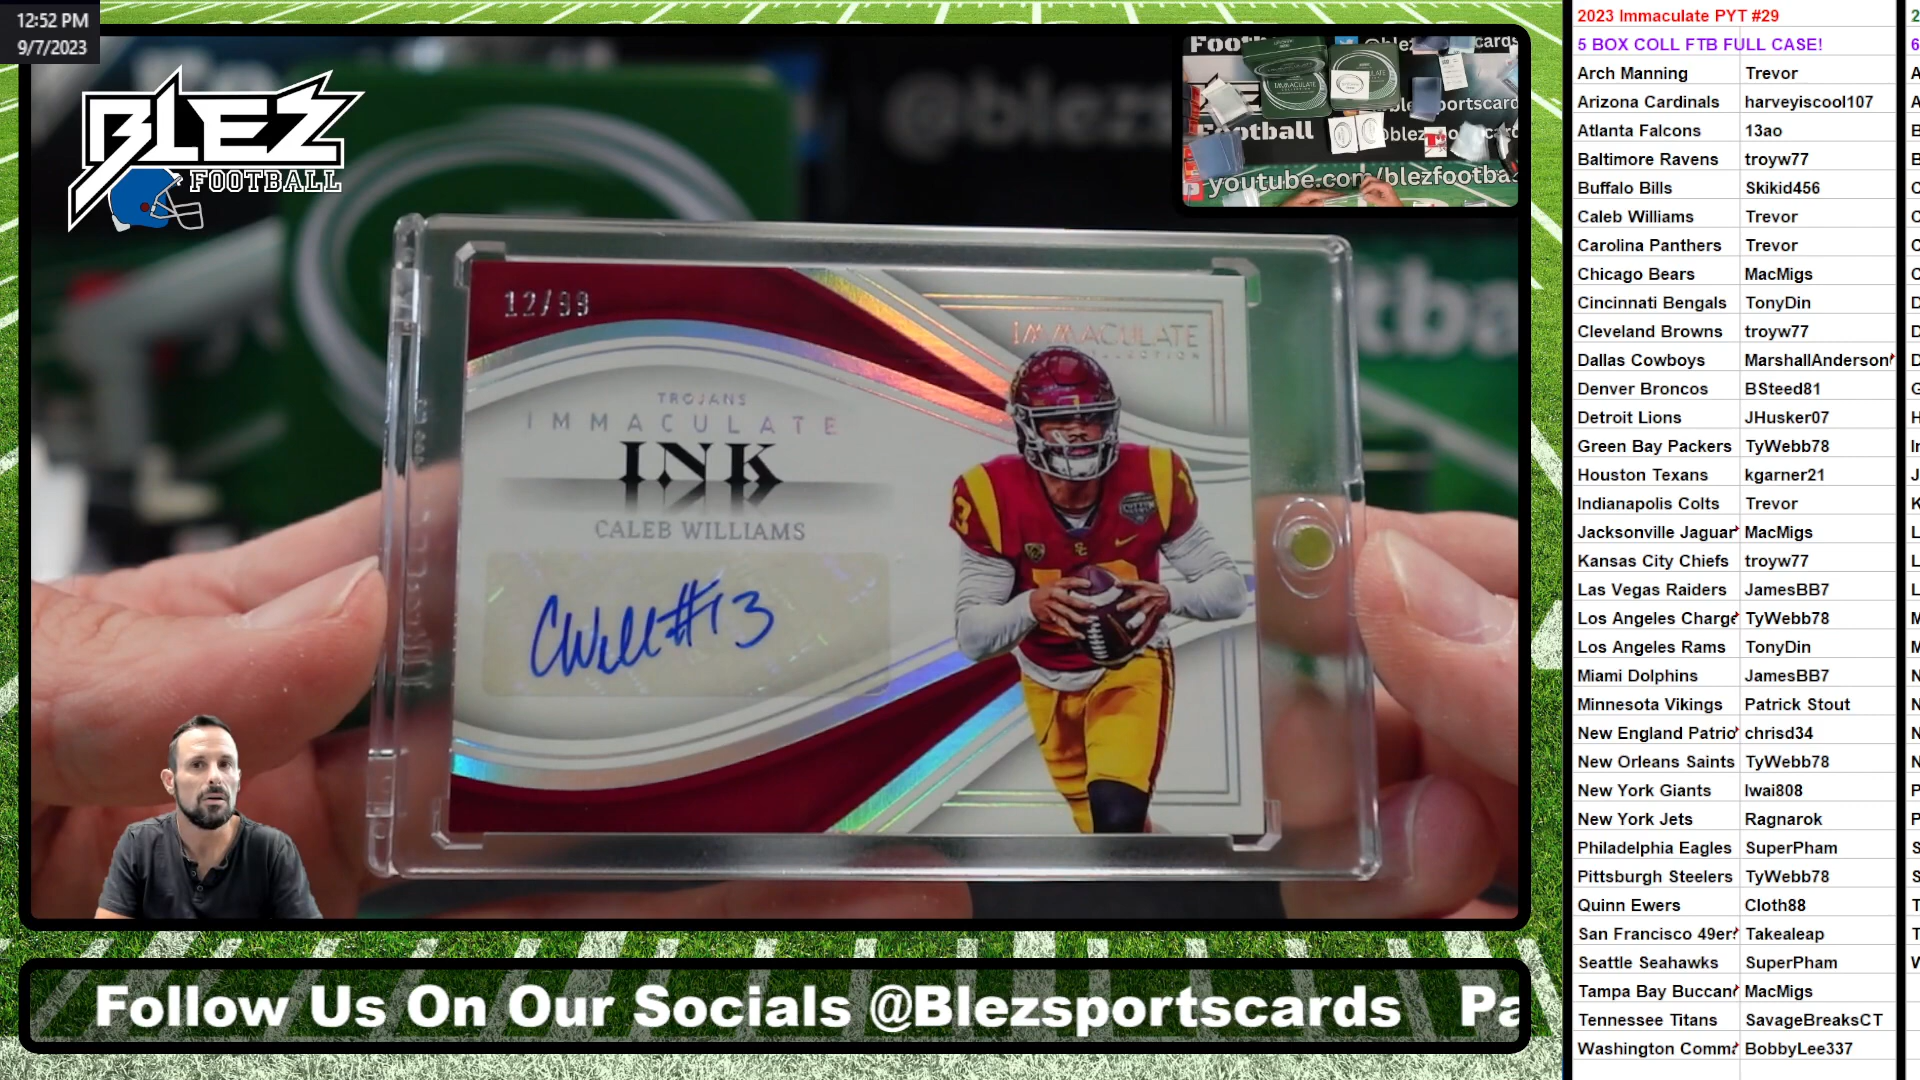 12:52 PM
9/7/2023
BLEZ
FOOTBALL
Football
sportscards
Football
youtube.com/blezfootba
12/99
IMMACULATE
COLLECTION
TROJANS
IMMACULATE
INK
CALEB WILLIAMS
CWill#13
Follow Us On Our Socials @Blezsportscards Pa
2023 Immaculate PYT #29
5 BOX COLL FTB FULL CASE!
Arch Manning Trevor
Arizona Cardinals harveyiscool107
Atlanta Falcons 13ao
Baltimore Ravens troyw77
Buffalo Bills Skikid456
Caleb Williams Trevor
Carolina Panthers Trevor
Chicago Bears MacMigs
Cincinnati Bengals TonyDin
Cleveland Browns troyw77
Dallas Cowboys MarshallAnderson
Denver Broncos BSteed81
Detroit Lions JHusker07
Green Bay Packers TyWebb78
Houston Texans kgarner21
Indianapolis Colts Trevor
Jacksonville Jaguar MacMigs
Kansas City Chiefs troyw77
Las Vegas Raiders JamesBB7
Los Angeles Charge TyWebb78
Los Angeles Rams TonyDin
Miami Dolphins JamesBB7
Minnesota Vikings Patrick Stout
New England Patrio chrisd34
New Orleans Saints TyWebb78
New York Giants
New York Jets Ragnarok
Philadelphia Eagles SuperPham
Pittsburgh Steelers TyWebb78
Quinn Ewers Cloth88
San Francisco 49er Takealeap
Seattle Seahawks SuperPham
Tampa Bay Buccan MacMigs
Tennessee Titans SavageBreaksCT
Washington Comma BobbyLee337